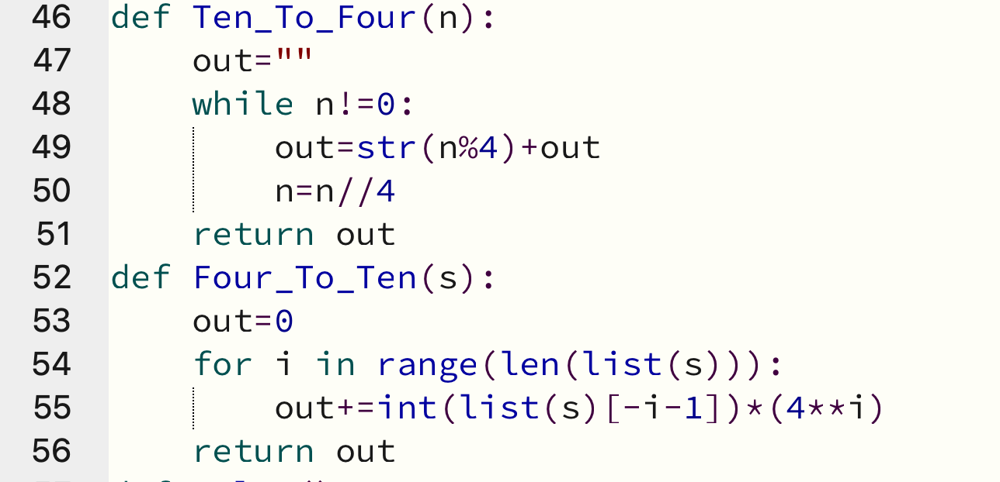 46 def Ten_To_Four(n):
47     out=""
48     while n!=0:
49         out=str(n%4)+out
50         n=n//4
51     return out
52 def Four_To_Ten(s):
53     out=0
54     for i in range(len(list(s))):
55         out+=int(list(s)[-i-1])*(4**i)
56     return out